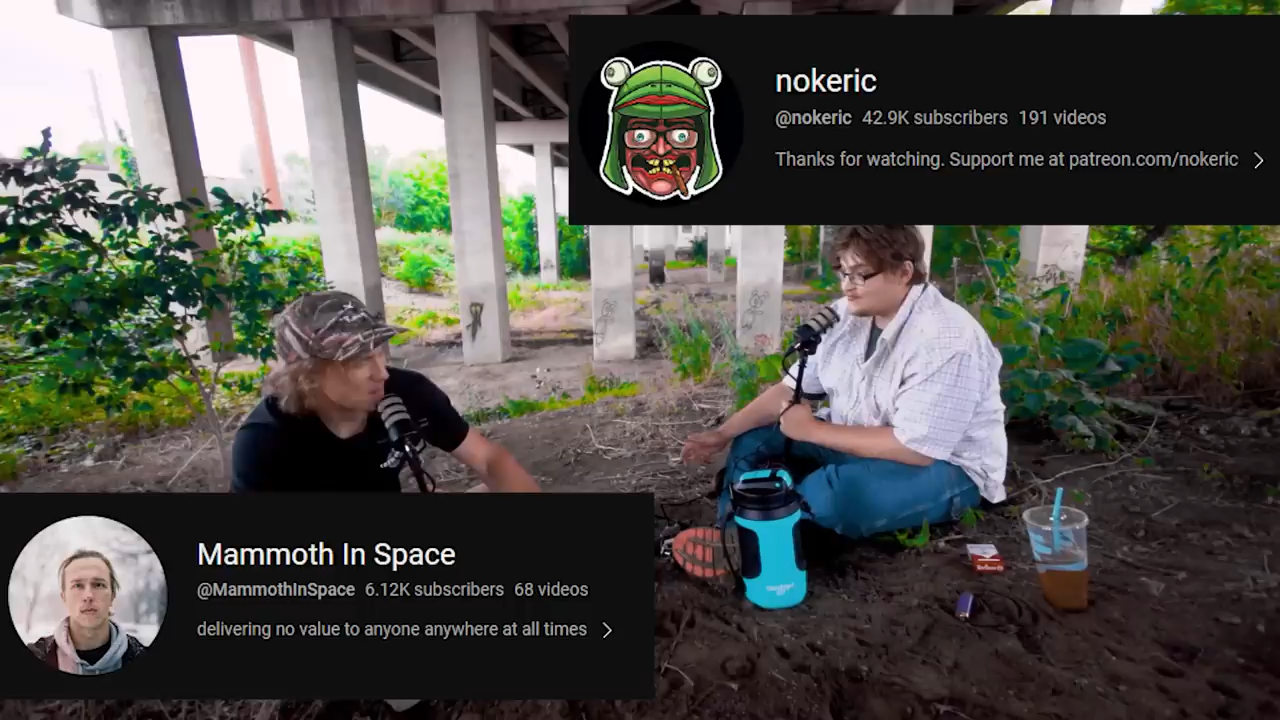 nokeric
@nokeric 42.9K subscribers 191 videos
Thanks for watching. Support me at patreon.com/nokeric
Mammoth In Space
@MammothInSpace 6.12K subscribers 68 videos
delivering no value to anyone anywhere at all times